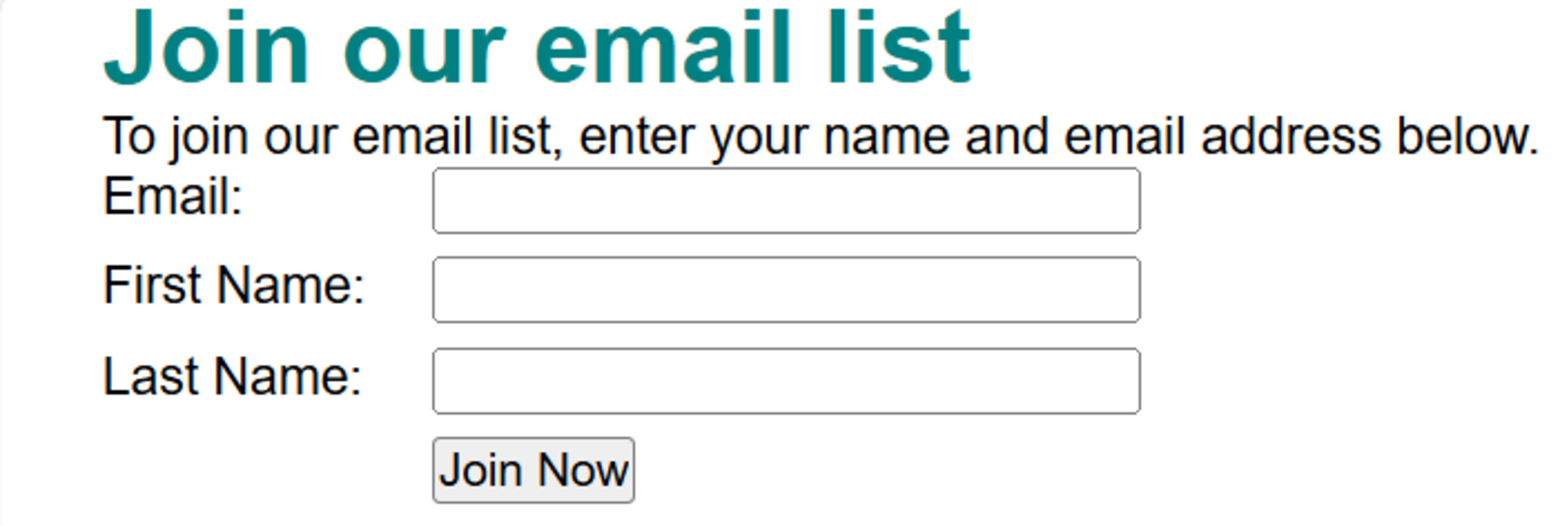 Join our email list
To join our email list, enter your name and email address below.
Email:
First Name:
Last Name:
Join Now